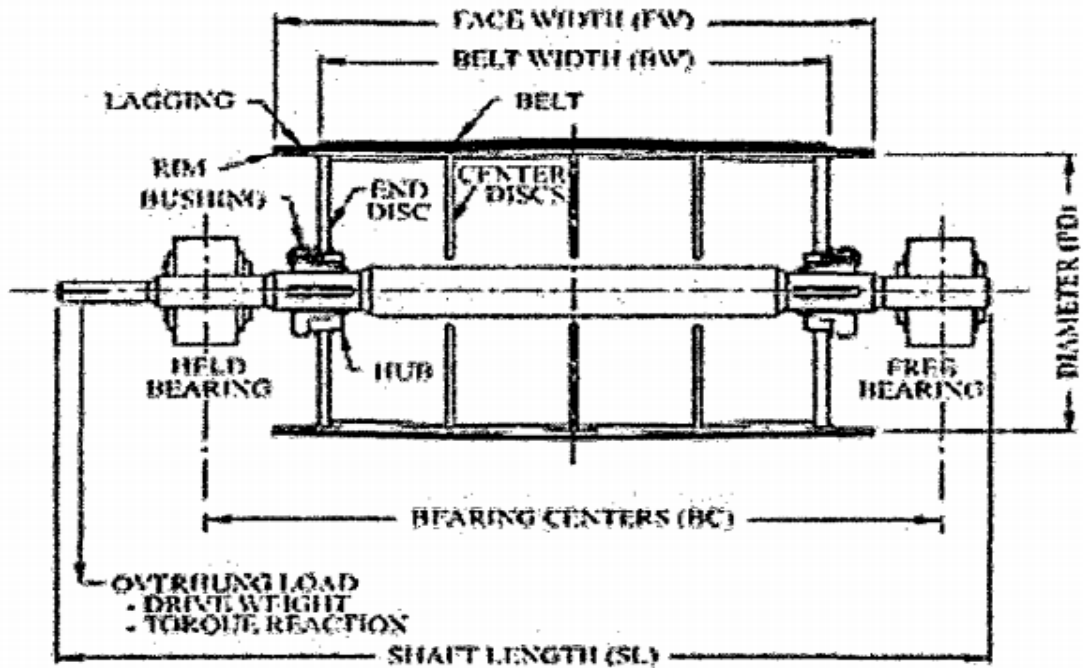 FACE WIDTH (FW)
BELT WIDTH (BW)
LAGGING
BELT
RIM
BUSHING
END
DISC
CENTER
DISCS
DIAMETER (PD)
HELD
BEARING
HUB
FREE
BEARING
BEARING CENTERS (BC)
OVERHUNG LOAD
- DRIVE WEIGHT
- TORQUE REACTION
SHAFT LENGTH (SL)